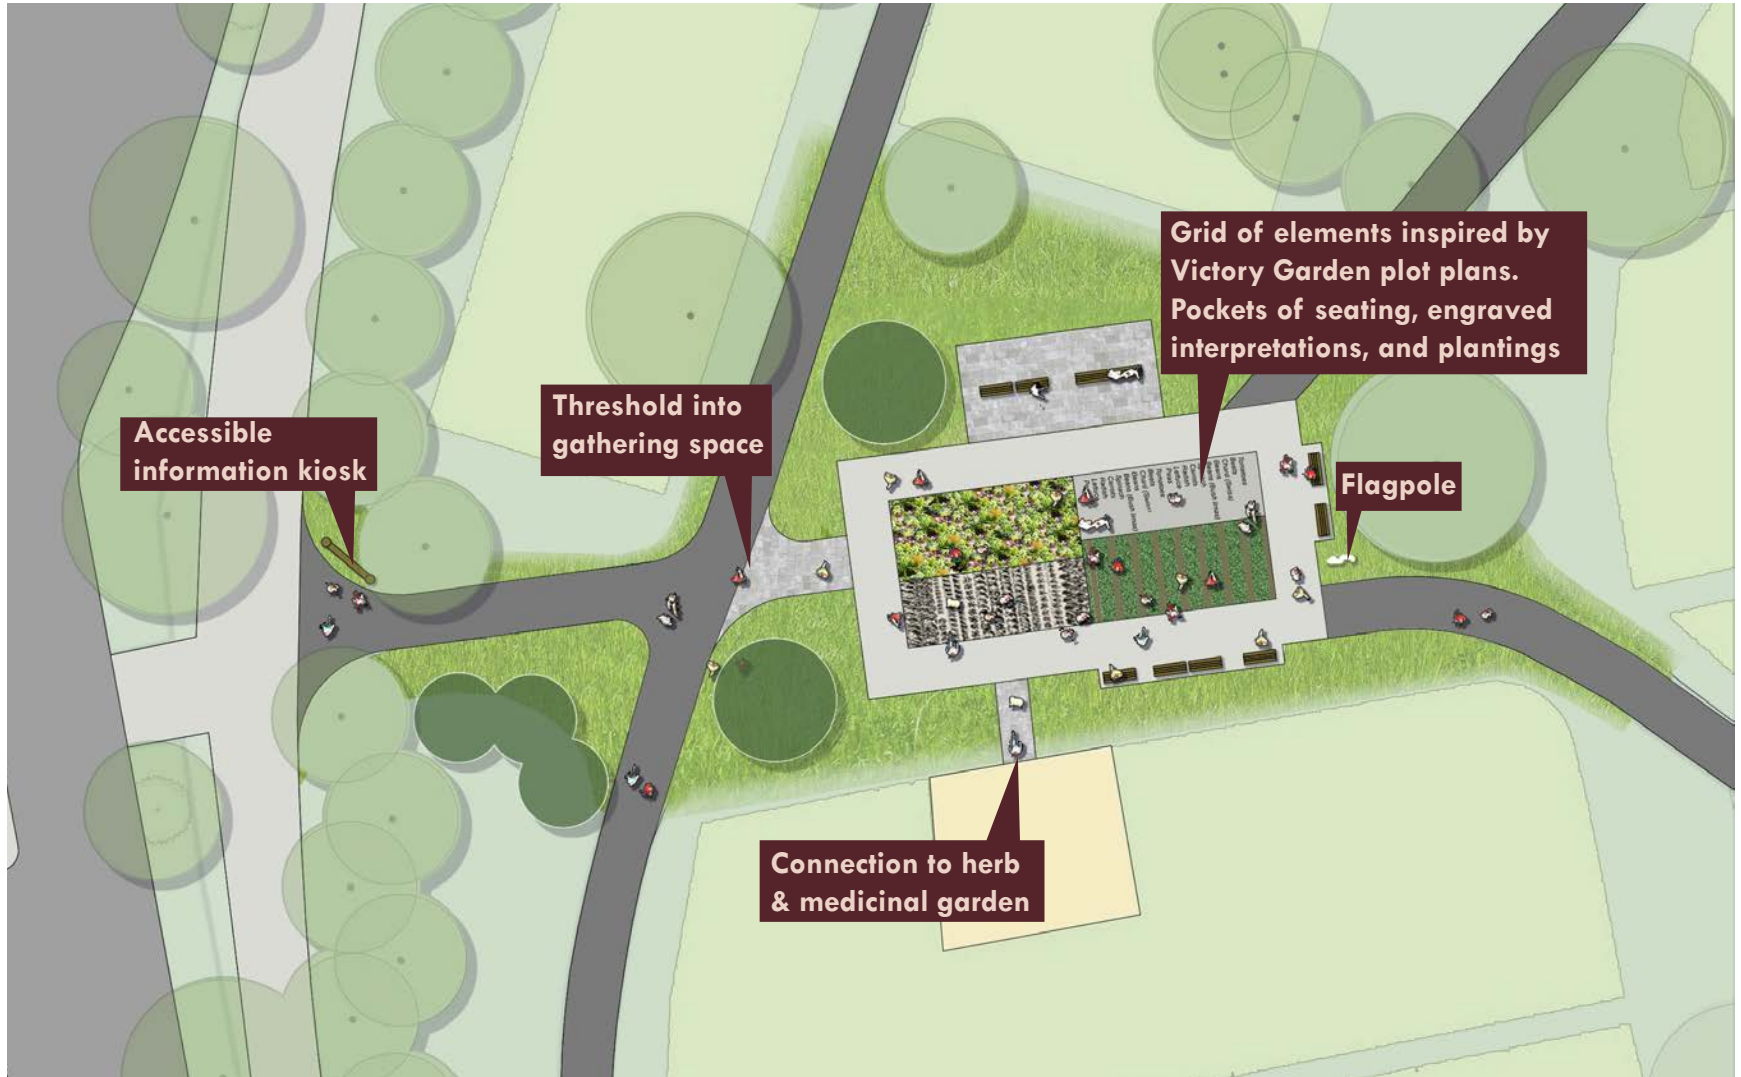 Grid of elements inspired by
Victory Garden plot plans.
Pockets of seating, engraved
interpretations, and plantings
Threshold into
gathering space
Accessible
information kiosk
Flagpole
Connection to herb
& medicinal garden